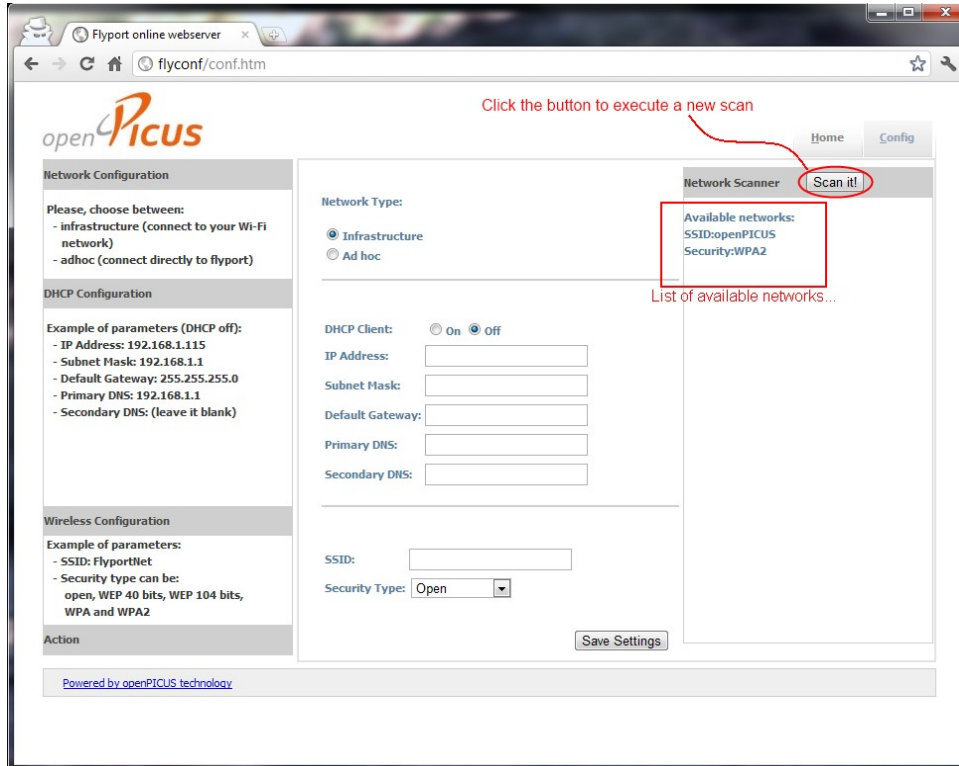 Flyport online webserver
flyconf/conf.htm
Click the button to execute a new scan
openPicus
Home
Config
Network Configuration
Please, choose between:
- infrastructure (connect to your Wi-Fi
network)
- adhoc (connect directly to flyport)
DHCP Configuration
Example of parameters (DHCP off):
- IP Address: 192.168.1.115
- Subnet Mask: 192.168.1.1
- Default Gateway: 255.255.255.0
- Primary DNS: 192.168.1.1
- Secondary DNS: (leave it blank)
Wireless Configuration
Example of parameters:
- SSID: FlyportNet
- Security type can be:
open, WEP 40 bits, WEP 104 bits,
WPA and WPA2
Action
Network Type:
Infrastructure
Ad hoc
DHCP Client: On Off
IP Address:
Subnet Mask:
Default Gateway:
Primary DNS:
Secondary DNS:
SSID:
Security Type: Open
Save Settings
Network Scanner Scan it!
Available networks:
SSID:openPICUS
Security:WPA2
List of available networks...
Powered by openPICUS technology